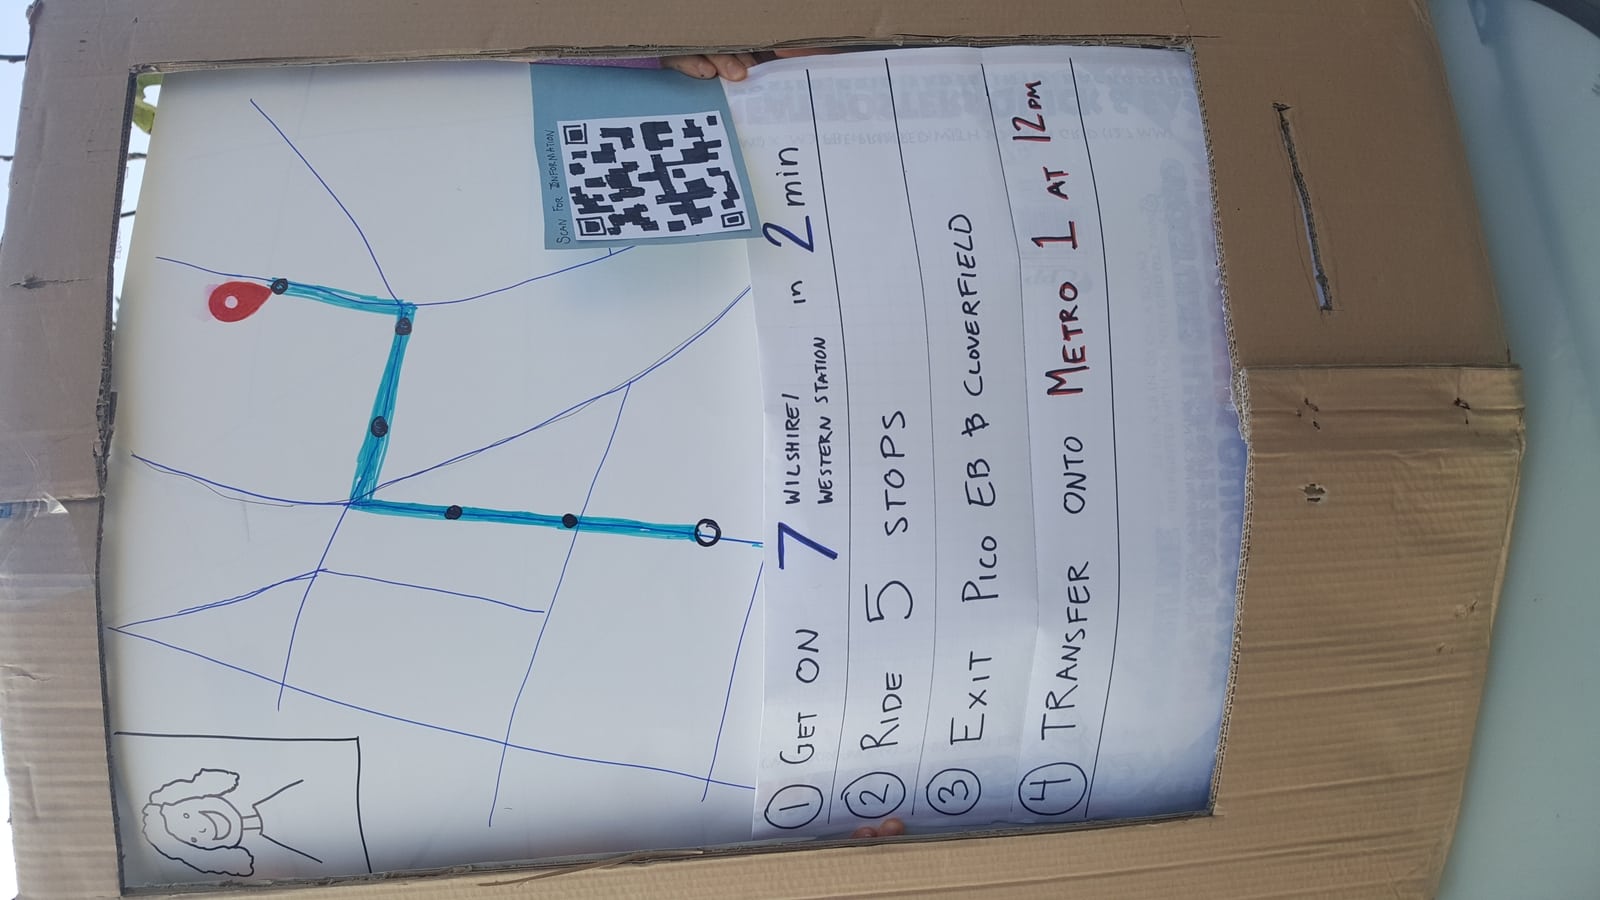 SCAN FOR INFORMATION
1 GET ON 7 WILSHIRE/
WESTERN STATION in 2 min
2 RIDE 5 STOPS
3 EXIT PICO EB & CLOVERFIELD
4 TRANSFER ONTO METRO 1 AT 12PM